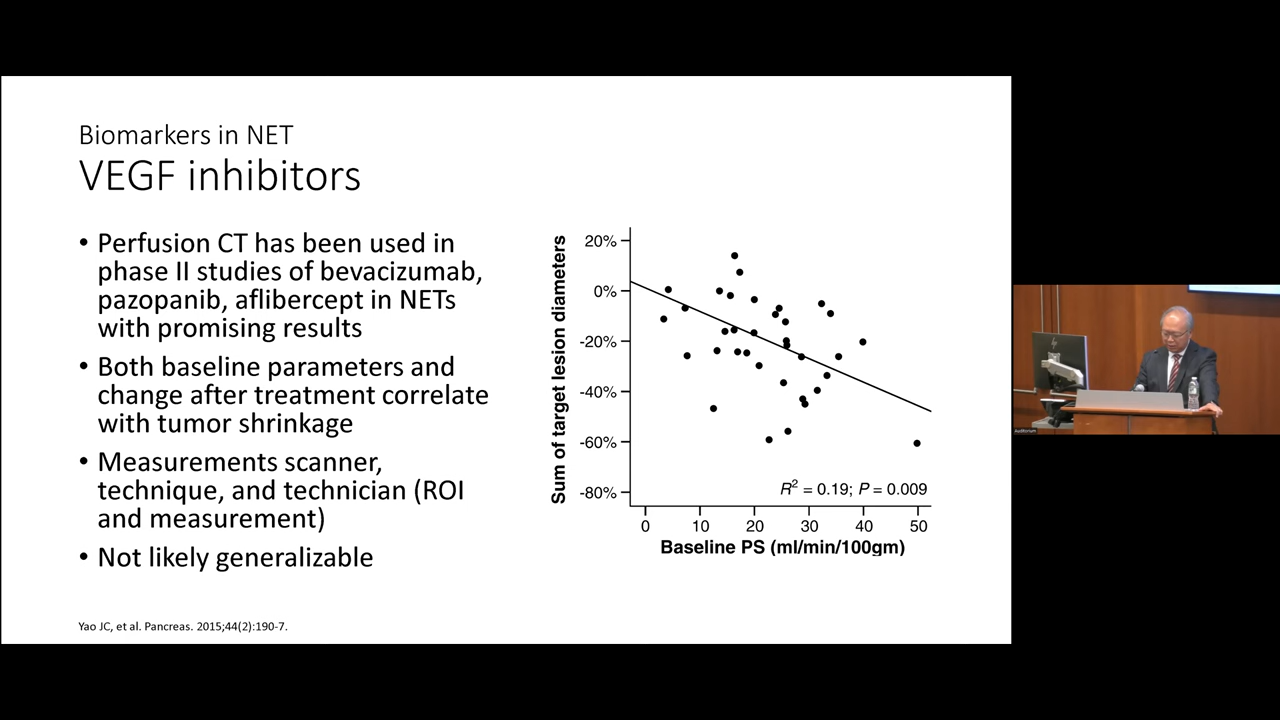 Biomarkers in NET
VEGF inhibitors
• Perfusion CT has been used in
phase II studies of bevacizumab,
pazopanib, aflibercept in NETs
with promising results
• Both baseline parameters and
change after treatment correlate
with tumor shrinkage
• Measurements scanner,
technique, and technician (ROI
and measurement)
• Not likely generalizable
Yao JC, et al. Pancreas. 2015;44(2):190-7.
Sum of target lesion diameters
20%
0%
-20%
-40%
-60%
-80%
R² = 0.19; P = 0.009
0 10 20 30 40 50
Baseline PS (ml/min/100gm)
Auditorium